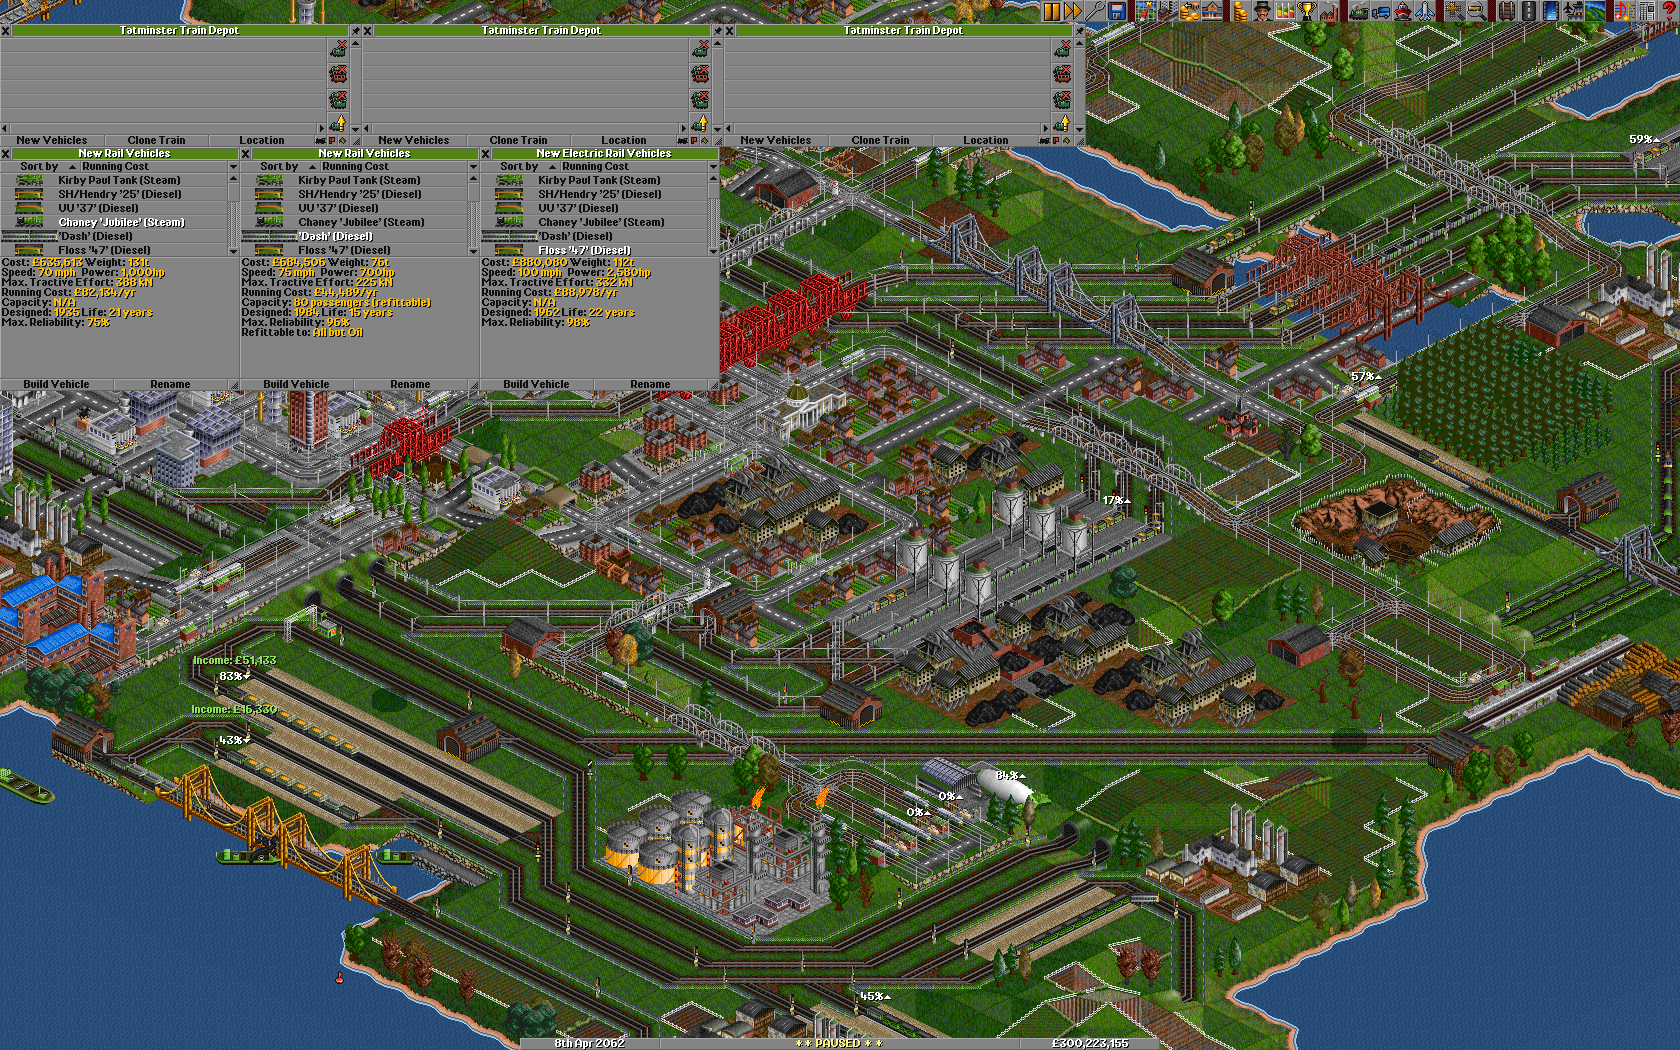 Tatminster Train Depot
Tatminster Train Depot
Tatminster Train Depot
New Vehicles Clone Train Location
New Vehicles Clone Train Location
New Vehicles Clone Train Location
New Rail Vehicles
Sort by Running Cost
Kirby Paul Tank (Steam)
SH/Hendry '25' (Diesel)
UU '37' (Diesel)
Chaney 'Jubilee' (Steam)
'Dash' (Diesel)
Floss '47' (Diesel)
Cost: £635,613 Weight: 131t
Speed: 70 mph Power: 1,000hp
Max. Tractive Effort: 388 kN
Running Cost: £82,134/yr
Capacity: N/A
Designed: 1935 Life: 21 years
Max. Reliability: 75%
Build Vehicle Rename
New Rail Vehicles
Sort by Running Cost
Kirby Paul Tank (Steam)
SH/Hendry '25' (Diesel)
UU '37' (Diesel)
Chaney 'Jubilee' (Steam)
'Dash' (Diesel)
Floss '47' (Diesel)
Cost: £684,506 Weight: 76t
Speed: 75 mph Power: 700hp
Max. Tractive Effort: 225 kN
Running Cost: £44,489/yr
Capacity: 80 passengers (refittable)
Designed: 1984 Life: 15 years
Max. Reliability: 96%
Refittable to: All but Oil
Build Vehicle Rename
New Electric Rail Vehicles
Sort by Running Cost
Kirby Paul Tank (Steam)
SH/Hendry '25' (Diesel)
UU '37' (Diesel)
Chaney 'Jubilee' (Steam)
'Dash' (Diesel)
Floss '47' (Diesel)
Cost: £880,080 Weight: 112t
Speed: 100 mph Power: 2,580hp
Max. Tractive Effort: 332 kN
Running Cost: £88,978/yr
Capacity: N/A
Designed: 1962 Life: 22 years
Max. Reliability: 98%
Build Vehicle Rename
59%
57%
17%
Income: £51,133
83%
Income: £16,330
43%
84%
0%
0%
45%
8th Apr 2062
* * PAUSED * *
£300,223,155